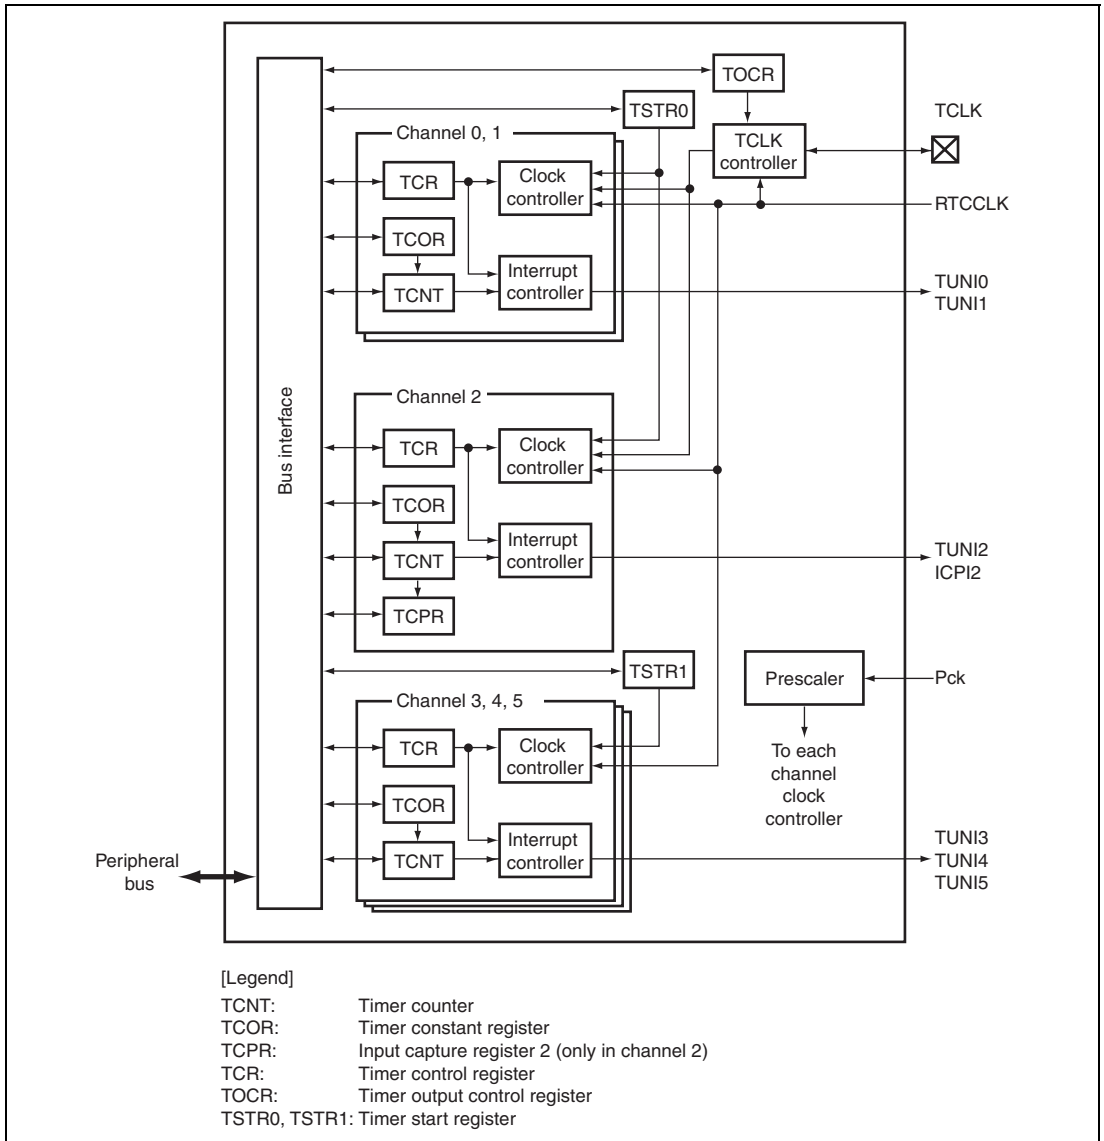 TOCR
TSTR0
TCLK
Channel 0, 1
TCLK
controller
TCR
Clock
controller
RTCCLK
TCOR
Interrupt
controller
TCNT
TUNI0
TUNI1
Bus interface
Channel 2
TCR
Clock
controller
TCOR
Interrupt
controller
TCNT
TUNI2
ICPI2
TCPR
TSTR1
Prescaler
Pck
Channel 3, 4, 5
TCR
Clock
controller
To each
channel
clock
controller
TCOR
Interrupt
controller
TCNT
TUNI3
TUNI4
TUNI5
Peripheral
bus
[Legend]
TCNT: Timer counter
TCOR: Timer constant register
TCPR: Input capture register 2 (only in channel 2)
TCR: Timer control register
TOCR: Timer output control register
TSTR0, TSTR1: Timer start register